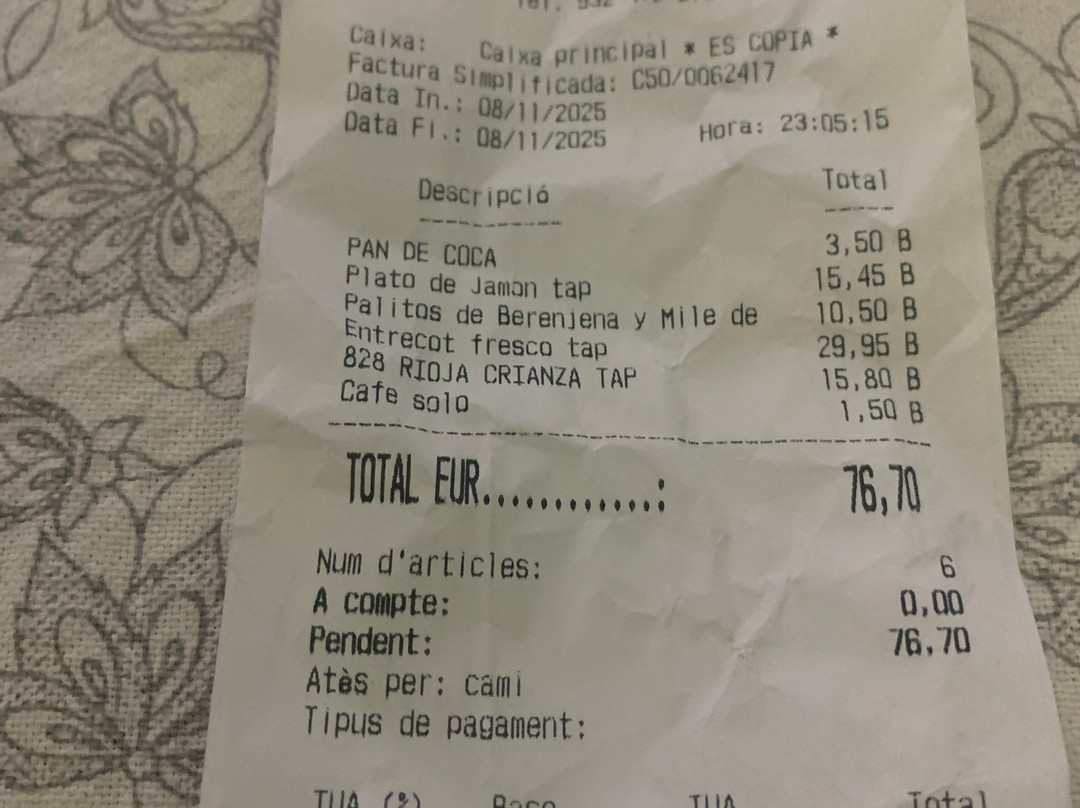 Caixa: Caixa principal * ES COPIA *
Factura Simplificada: C50/0062417
Data In.: 08/11/2025
Data Fi.: 08/11/2025 Hora: 23:05:15
Descripció Total
PAN DE COCA 3,50 B
Plato de Jamon tap 15,45 B
Palitos de Berenjena y Mile de 10,50 B
Entrecot fresco tap 29,95 B
828 RIOJA CRIANZA TAP 15,80 B
Cafe solo 1,50 B
TOTAL EUR.............: 76,70
Num d'articles: 6
A compte: 0,00
Pendent: 76,70
Atès per: cami
Tipus de pagament:
Total